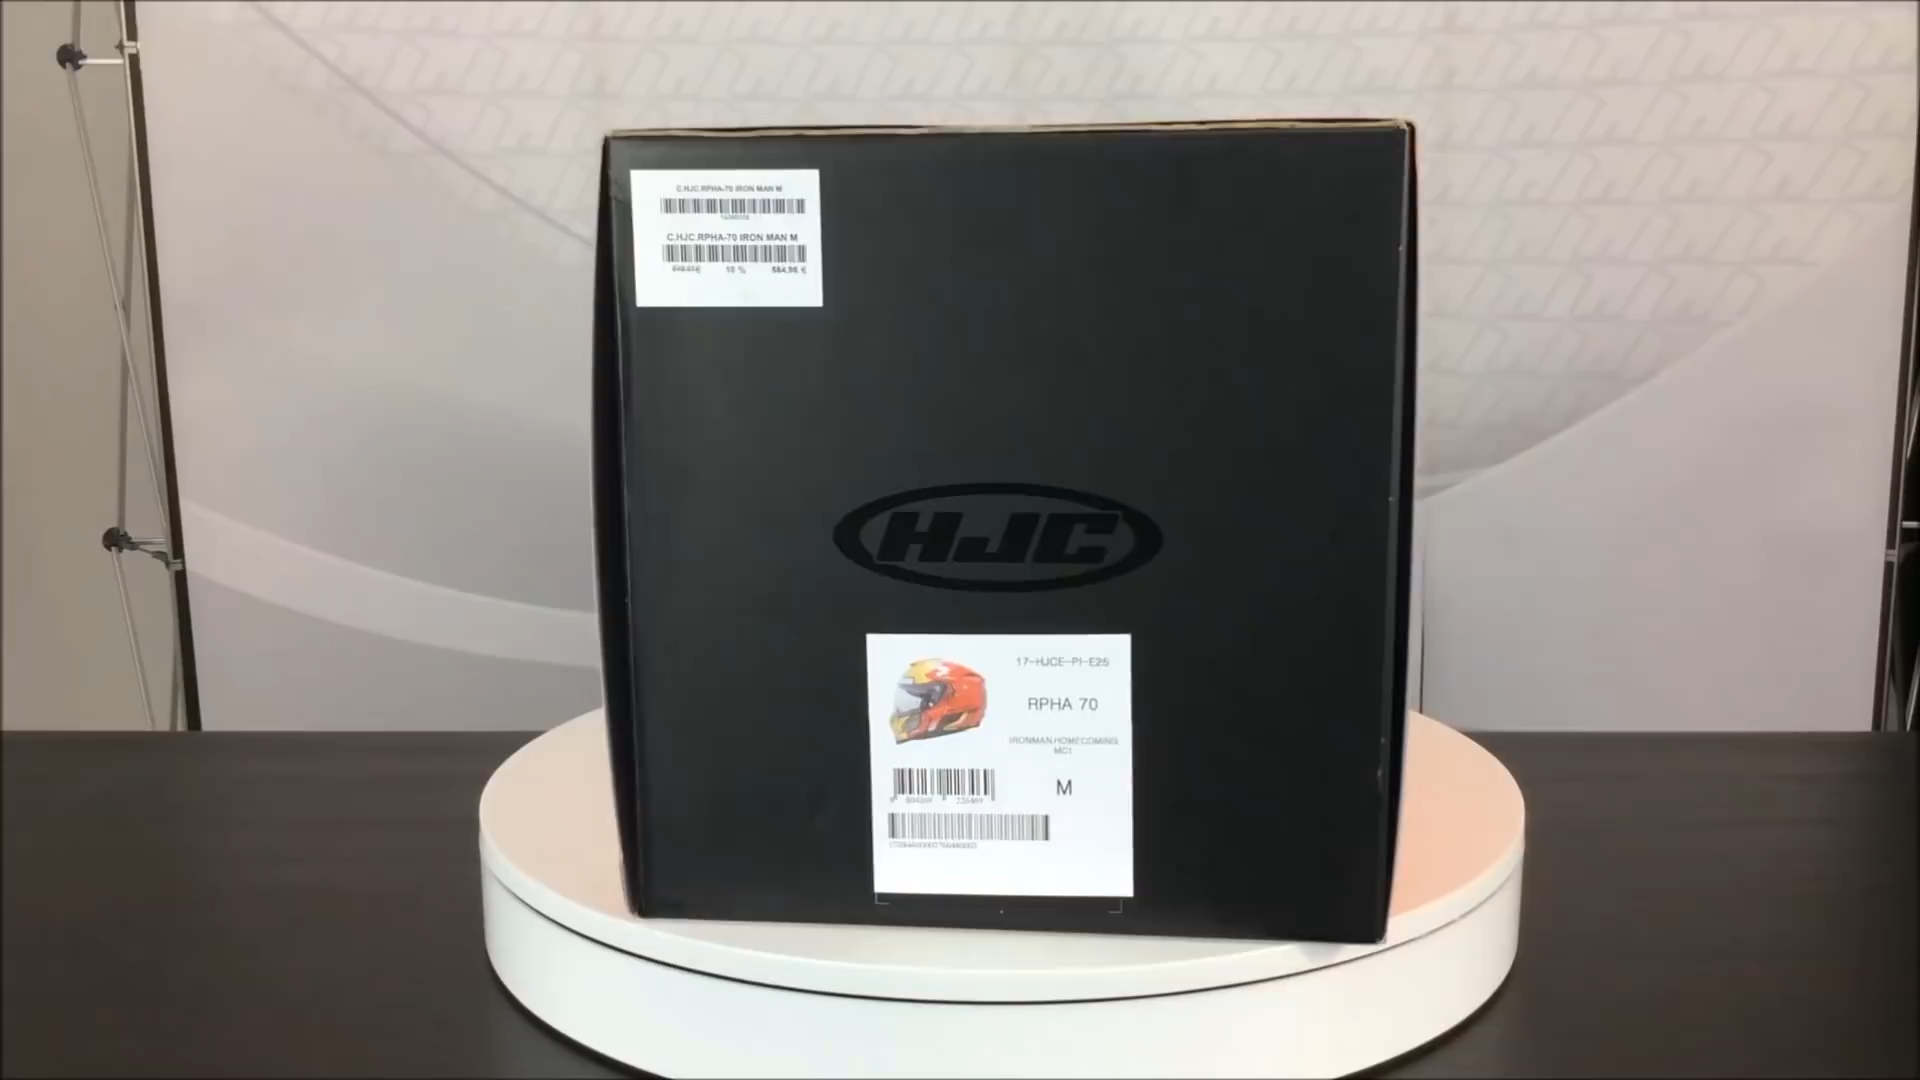 C.HJC.RPHA-70 IRON MAN M
C.HJC.RPHA-70 IRON MAN M
10 % 584,96 €
HJC
17-HJCE-PI-E25
RPHA 70
IRONMAN HOMECOMING
MC1
M